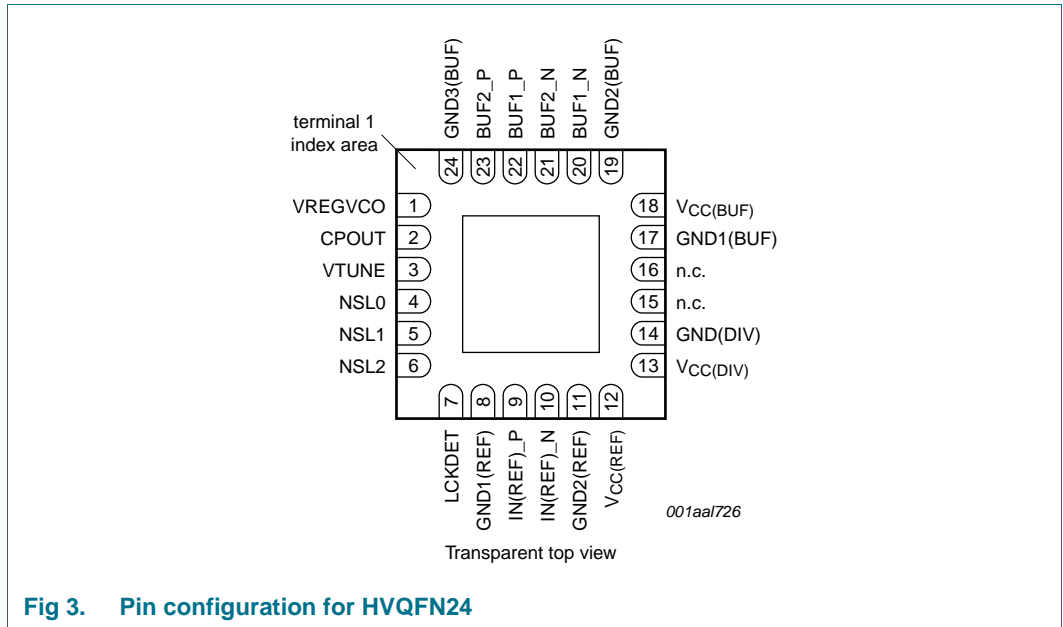 GND3(BUF)
BUF2_P
BUF1_P
BUF2_N
BUF1_N
GND2(BUF)
terminal 1
index area
24
23
22
21
20
19
VREGVCO 1
CPOUT 2
VTUNE 3
NSL0 4
NSL1 5
NSL2 6
18 VCC(BUF)
17 GND1(BUF)
16 n.c.
15 n.c.
14 GND(DIV)
13 VCC(DIV)
7
8
9
10
11
12
LCKDET
GND1(REF)
IN(REF)_P
IN(REF)_N
GND2(REF)
VCC(REF)
001aal726
Transparent top view
Fig 3. Pin configuration for HVQFN24